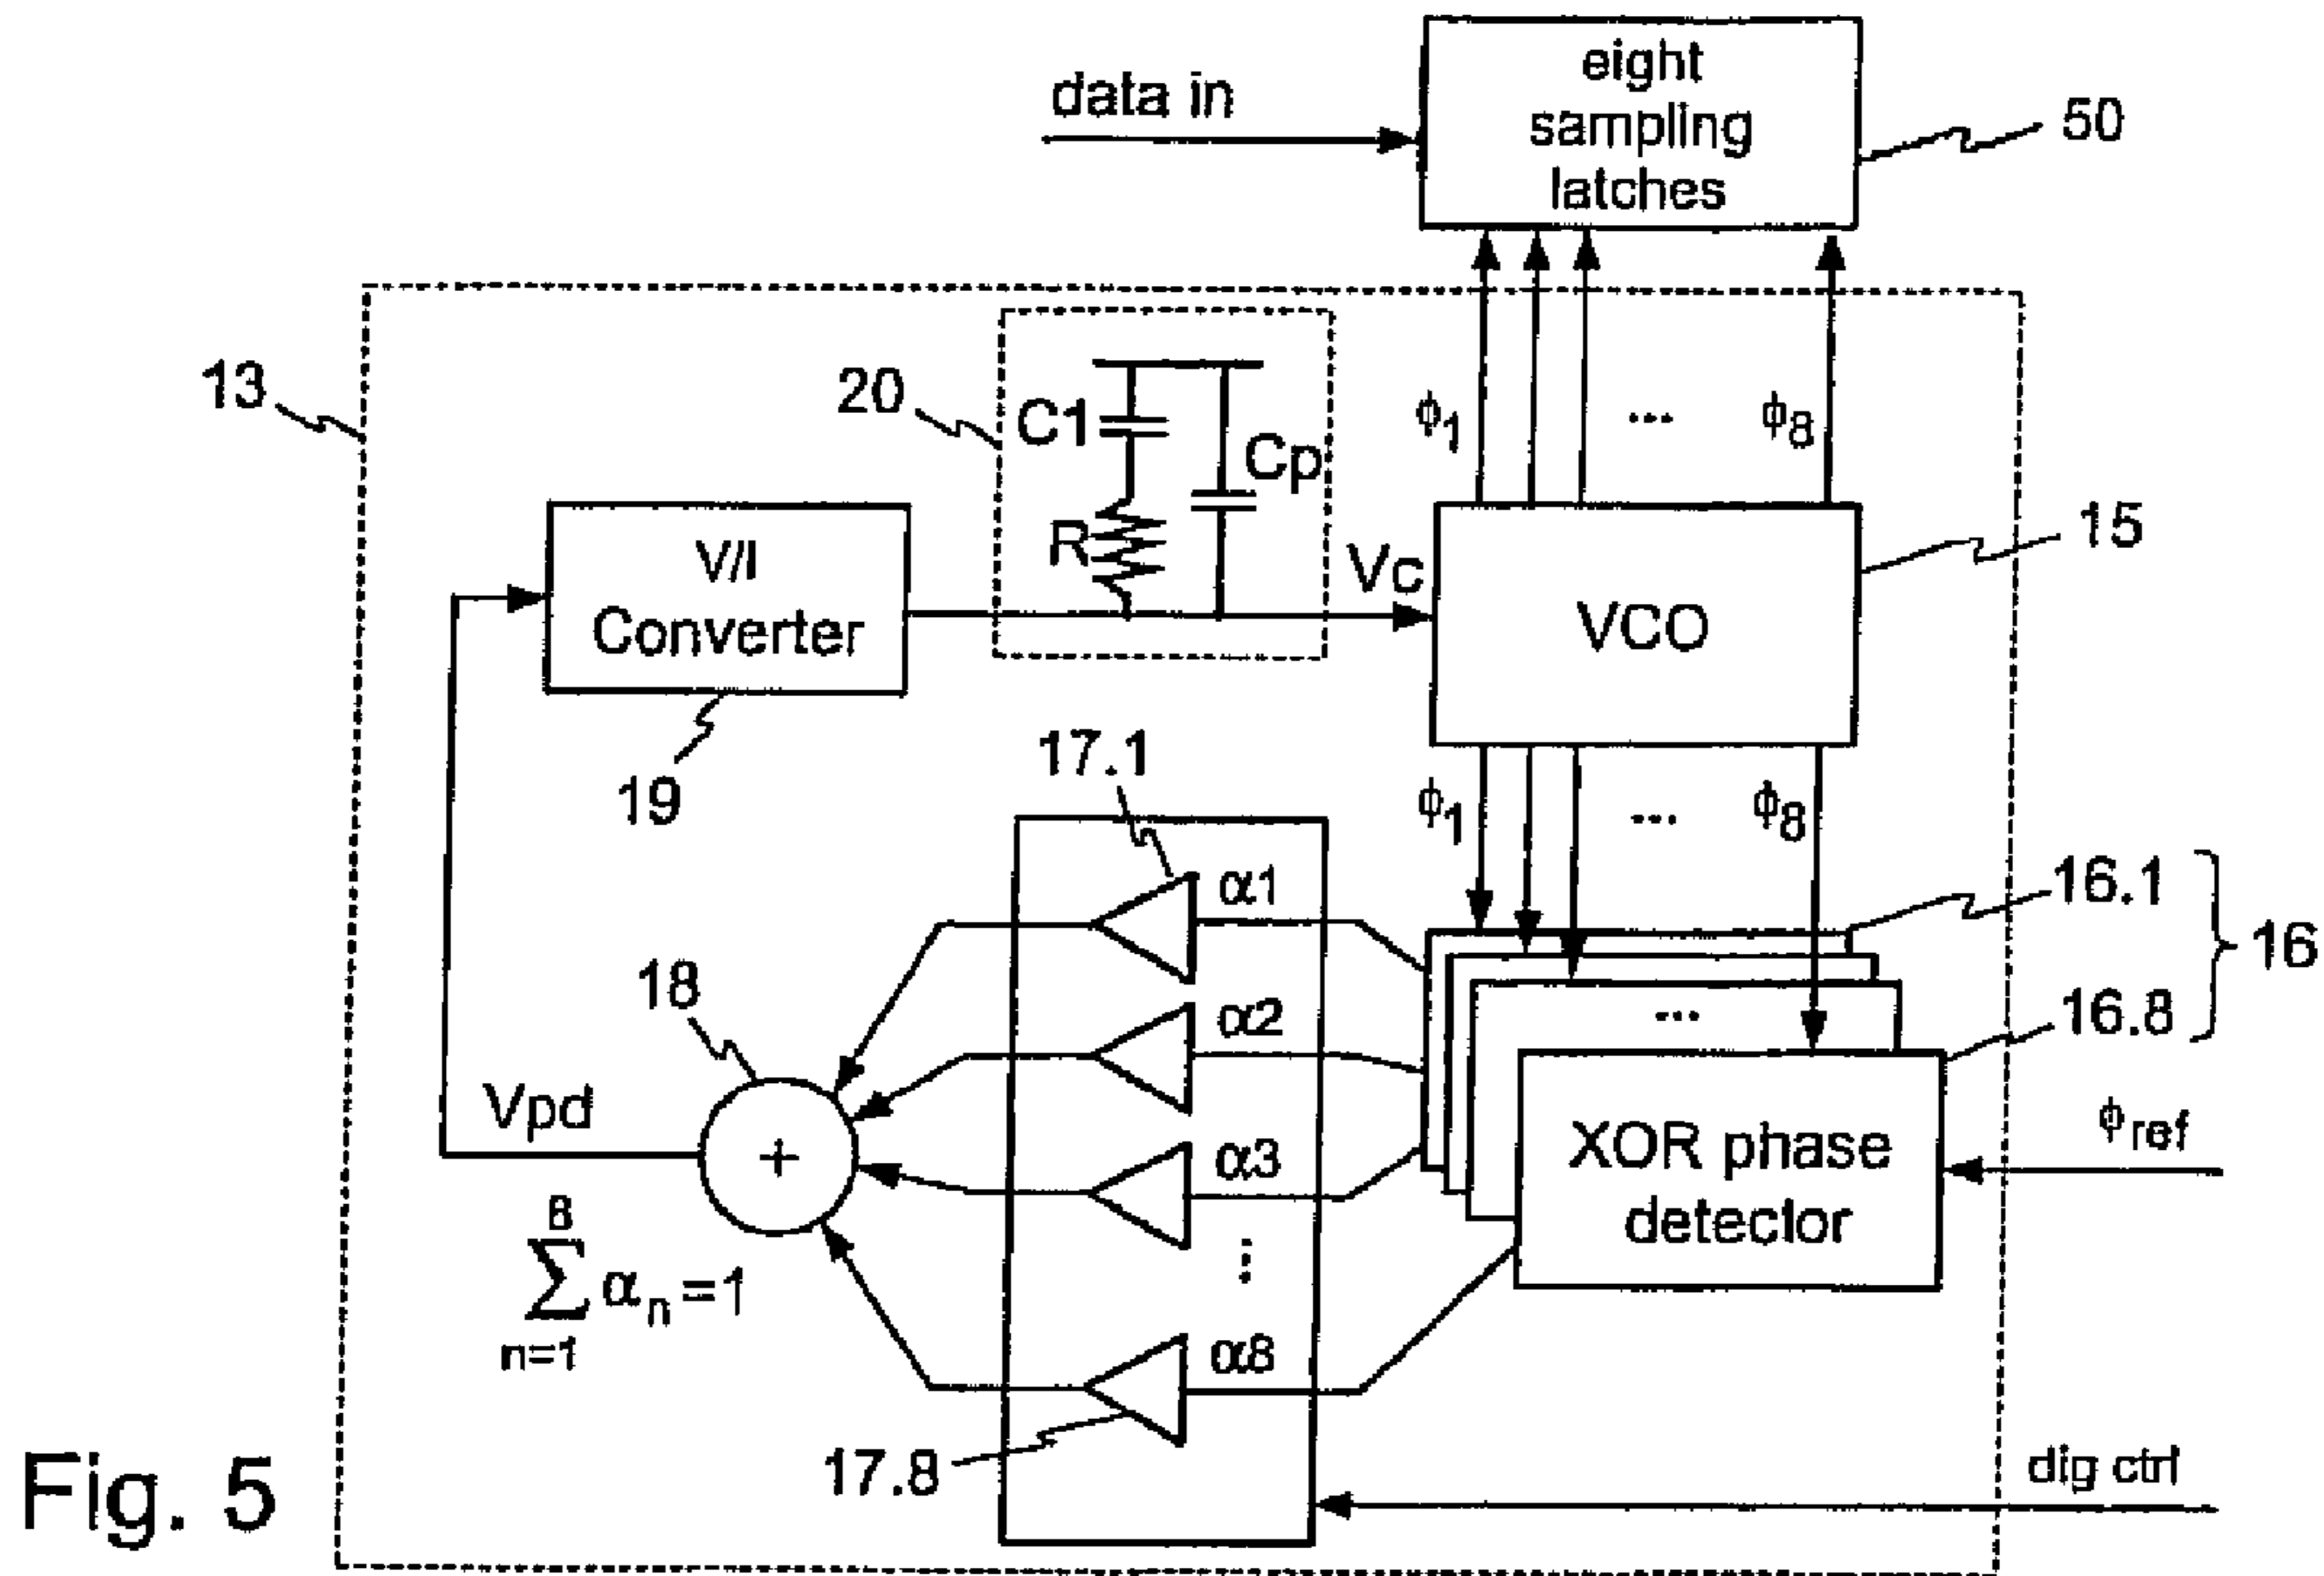 eight
sampling
latches
data in
50
13
20
C1
Cp
R
ϕ1
...
ϕ8
15
V/I
Converter
Vc
VCO
19
17.1
ϕ1
...
ϕ8
α1
16.1
16
18
α2
...
16.8
Vpd
+
α3
XOR phase
detector
ϕref
8
∑ αn = 1
n=1
⋮
α8
17.8
dig ctrl
Fig. 5